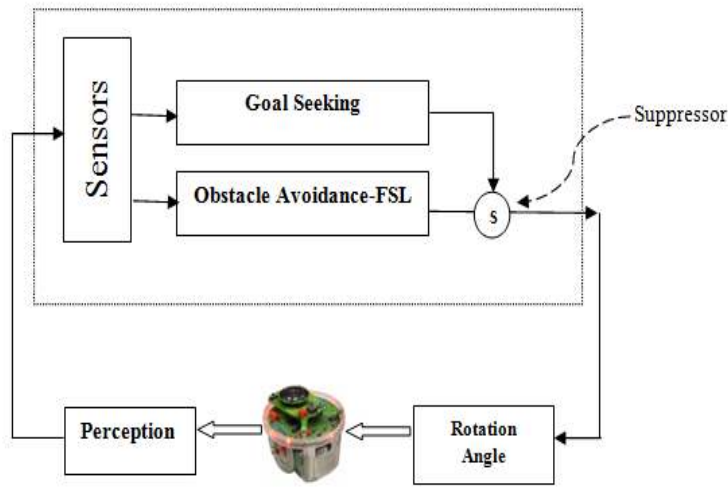 Sensors
Goal Seeking
Suppressor
Obstacle Avoidance-FSL
s
Perception
Rotation
Angle